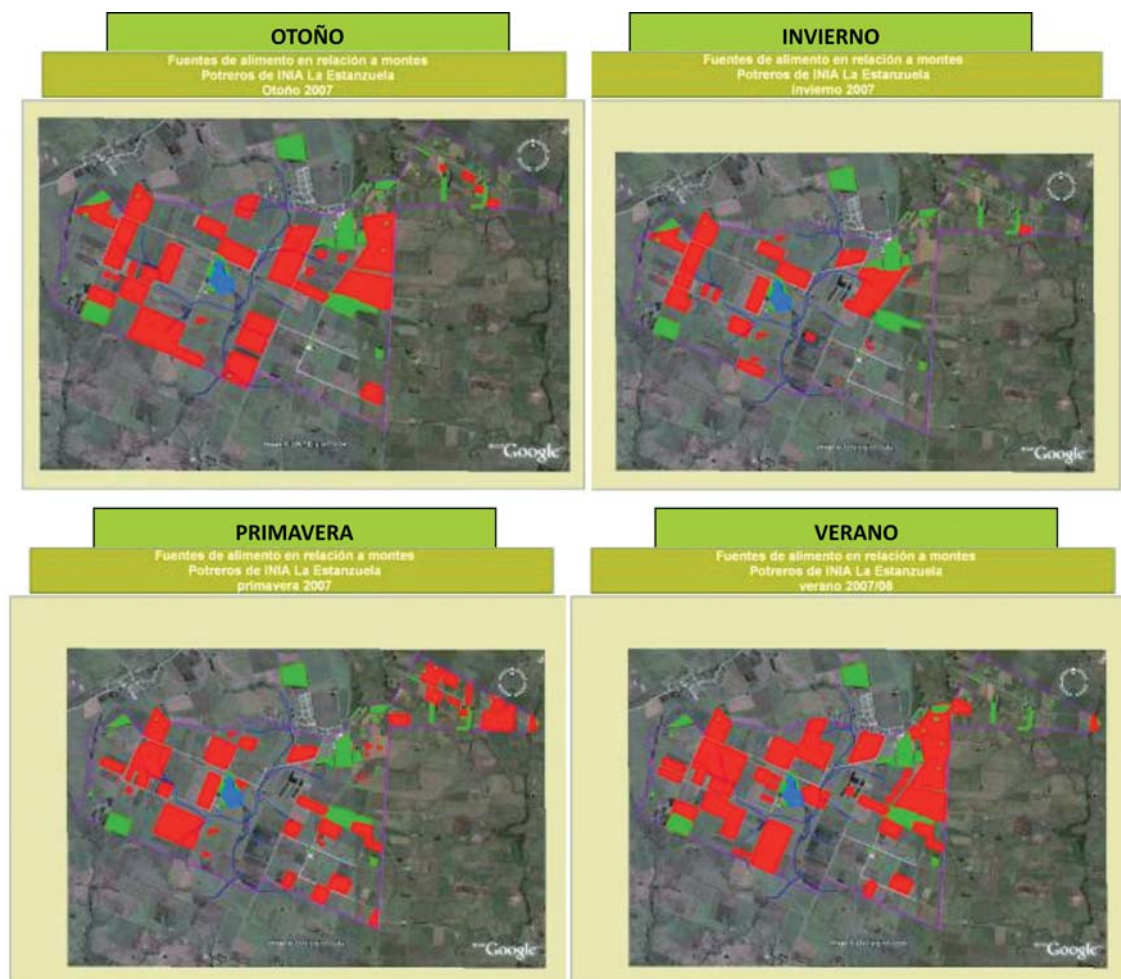 OTOÑO
Fuentes de alimento en relación a montes
Potreros de INIA La Estanzuela
Otoño 2007
Google
INVIERNO
Fuentes de alimento en relación a montes
Potreros de INIA La Estanzuela
invierno 2007
Google
PRIMAVERA
Fuentes de alimento en relación a montes
Potreros de INIA La Estanzuela
primavera 2007
Google
VERANO
Fuentes de alimento en relación a montes
Potreros de INIA La Estanzuela
verano 2007/08
Google